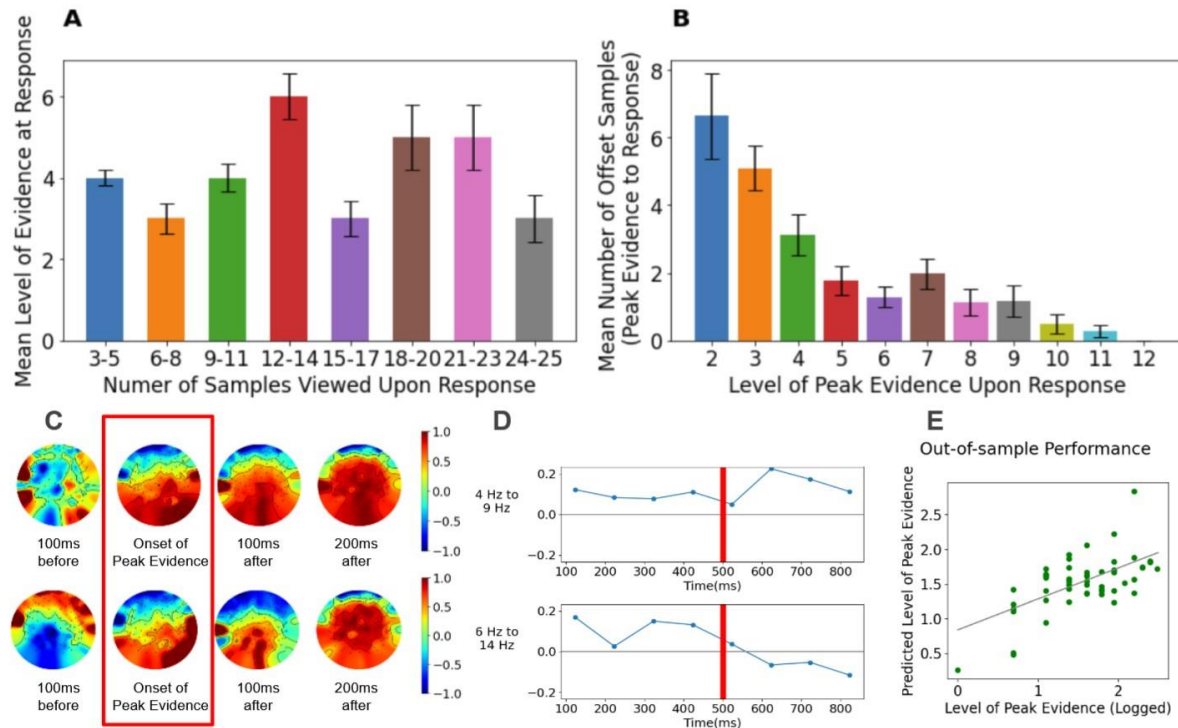 A
Mean Level of Evidence at Response
6
4
2
0
3-5 6-8 9-11 12-14 15-17 18-20 21-23 24-25
Numer of Samples Viewed Upon Response
B
Mean Number of Offset Samples
(Peak Evidence to Response)
8
6
4
2
0
2 3 4 5 6 7 8 9 10 11 12
Level of Peak Evidence Upon Response
C
1.0
0.5
0.0
−0.5
−1.0
100ms before
Onset of Peak Evidence
100ms after
200ms after
1.0
0.5
0.0
−0.5
−1.0
100ms before
Onset of Peak Evidence
100ms after
200ms after
D
4 Hz to
9 Hz
0.2
0.0
−0.2
100 200 300 400 500 600 700 800
Time(ms)
6 Hz to
14 Hz
0.2
0.0
−0.2
100 200 300 400 500 600 700 800
Time(ms)
E
Out-of-sample Performance
Predicted Level of Peak Evidence
2.5
2.0
1.5
1.0
0.5
0 1 2
Level of Peak Evidence (Logged)